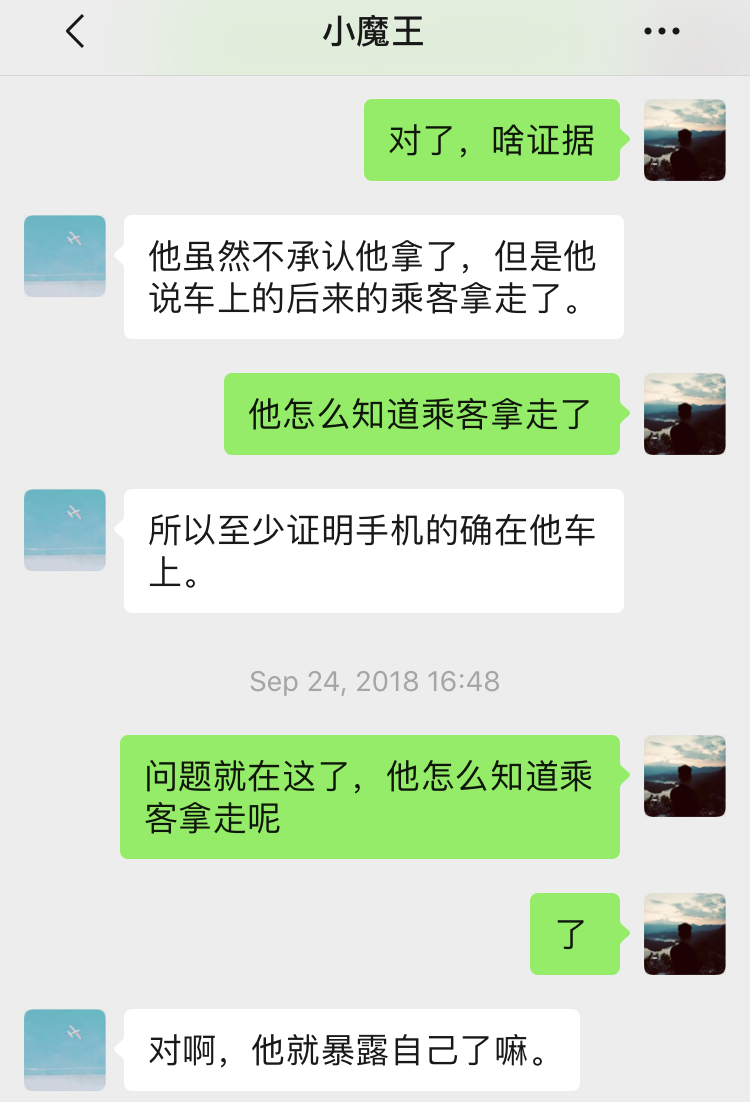 小魔王
对了，啥证据
他虽然不承认他拿了，但是他
说车上的后来的乘客拿走了。
他怎么知道乘客拿走了
所以至少证明手机的确在他车
上。
Sep 24, 2018 16:48
问题就在这了，他怎么知道乘
客拿走呢
了
对啊，他就暴露自己了嘛。